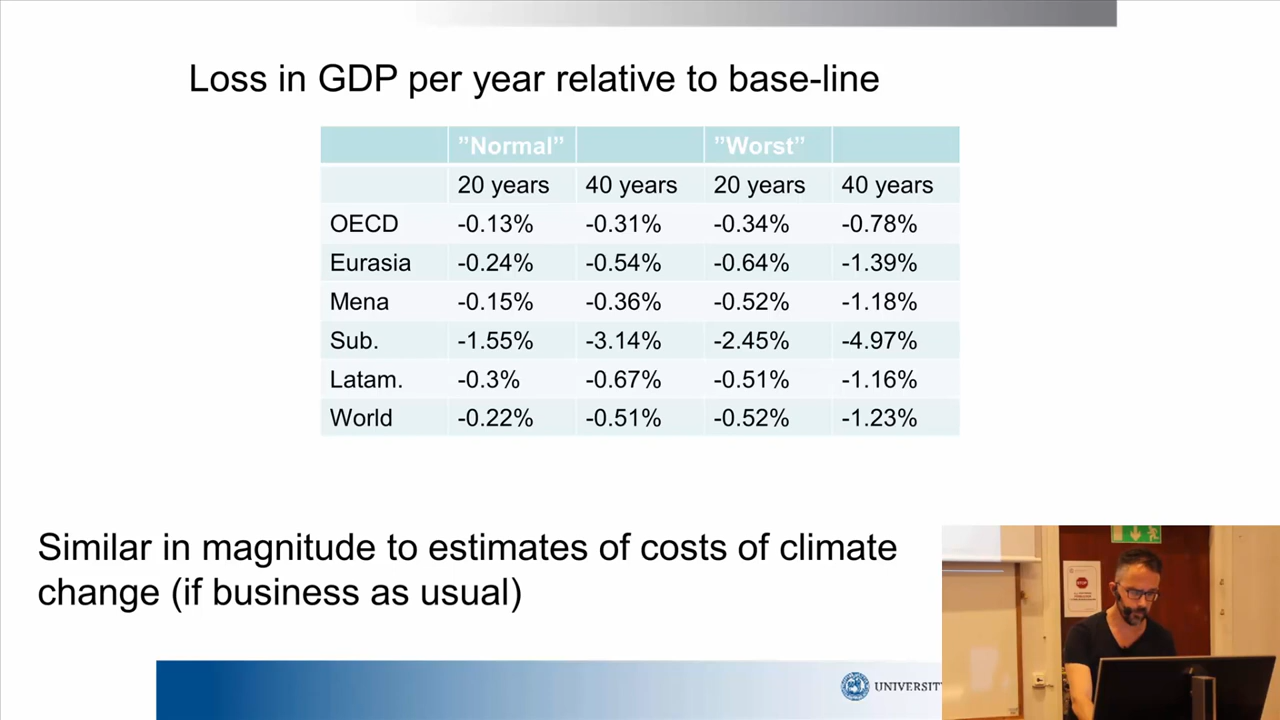 Loss in GDP per year relative to base-line
”Normal” ”Worst”
20 years 40 years 20 years 40 years
OECD -0.13% -0.31% -0.34% -0.78%
Eurasia -0.24% -0.54% -0.64% -1.39%
Mena -0.15% -0.36% -0.52% -1.18%
Sub. -1.55% -3.14% -2.45% -4.97%
Latam. -0.3% -0.67% -0.51% -1.16%
World -0.22% -0.51% -0.52% -1.23%
Similar in magnitude to estimates of costs of climate
change (if business as usual)
STOP